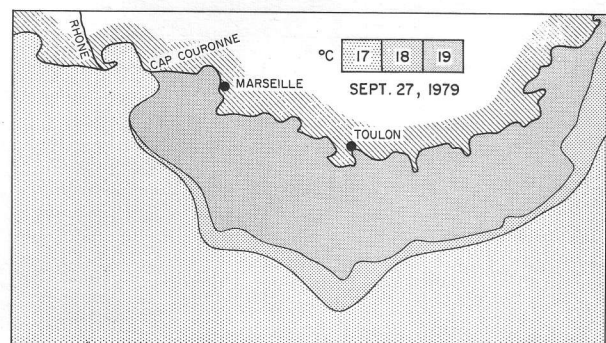 RHONE
CAP COURONNE
°C 17 18 19
MARSEILLE
SEPT. 27, 1979
TOULON